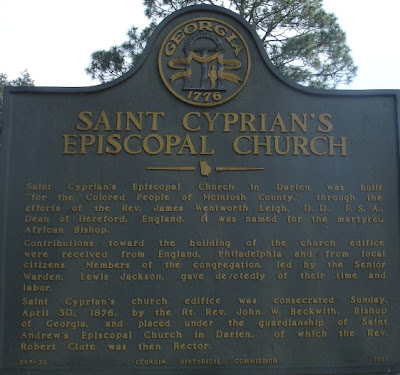 GEORGIA
1776
SAINT CYPRIAN'S
EPISCOPAL CHURCH
Saint Cyprian's Episcopal Church in Darien was built
"for the Colored People of McIntosh County," through the
efforts of the Rev. James Wentworth Leigh, D. D., F. S. A.,
Dean of Hereford, England. It was named for the martyred
African Bishop.
Contributions toward the building of the church edifice
were received from England, Philadelphia and from local
citizens. Members of the congregation, led by the Senior
Warden, Lewis Jackson, gave devotedly of their time and
labor.
Saint Cyprian's church edifice was consecrated Sunday,
April 30, 1876, by the Rt. Rev. John W. Beckwith, Bishop
of Georgia, and placed under the guardianship of Saint
Andrew's Episcopal Church in Darien, of which the Rev.
Robert Clute was then Rector.
GEORGIA HISTORICAL COMMISSION 1957